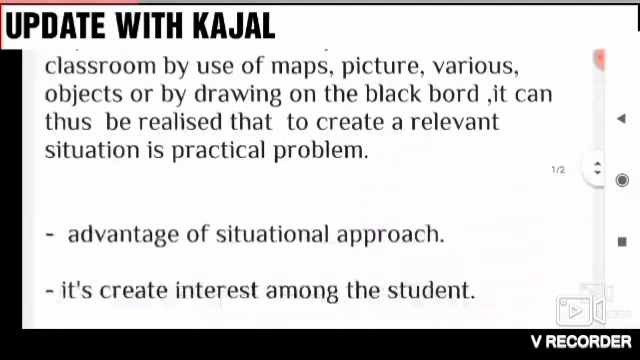 UPDATE WITH KAJAL
classroom by use of maps, picture, various,
objects or by drawing on the black bord ,it can
thus be realised that to create a relevant
situation is practical problem.
1/2
- advantage of situational approach.
- it's create interest among the student.
V RECORDER